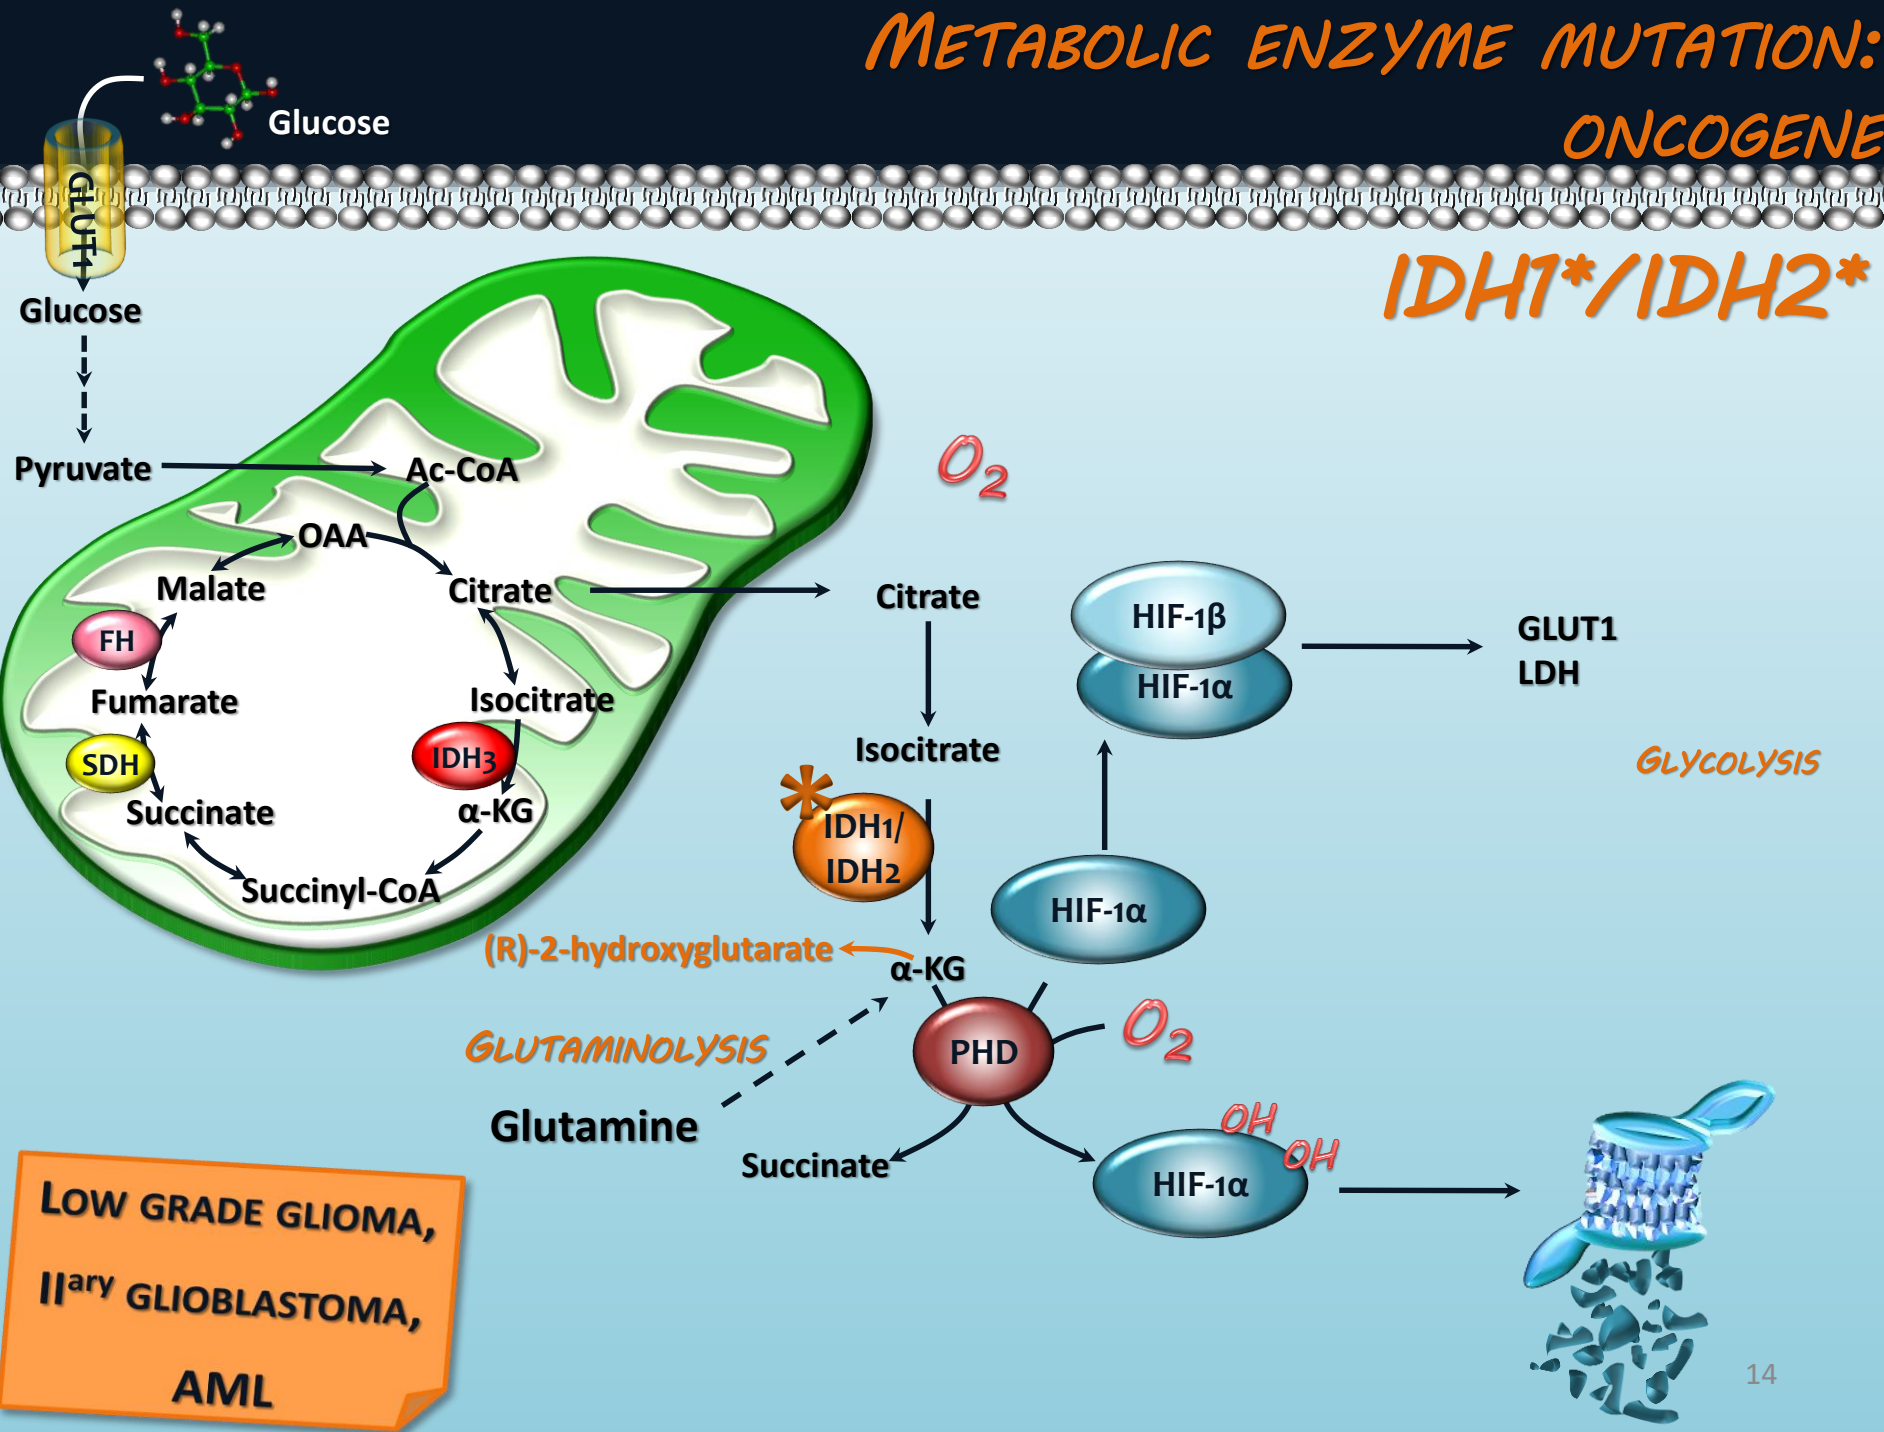 METABOLIC ENZYME MUTATION:
ONCOGENE
Glucose
GLUT1
IDH1*/IDH2*
Glucose
Pyruvate
Ac-CoA
OAA
Malate
Citrate
FH
Fumarate
Isocitrate
SDH
IDH3
Succinate
α-KG
Succinyl-CoA
O2
Citrate
Isocitrate
*
IDH1/
IDH2
(R)-2-hydroxyglutarate
α-KG
HIF-1β
HIF-1α
GLUT1
LDH
GLYCOLYSIS
HIF-1α
GLUTAMINOLYSIS
Glutamine
PHD
O2
Succinate
OH
OH
HIF-1α
LOW GRADE GLIOMA,
IIary GLIOBLASTOMA,
AML
14